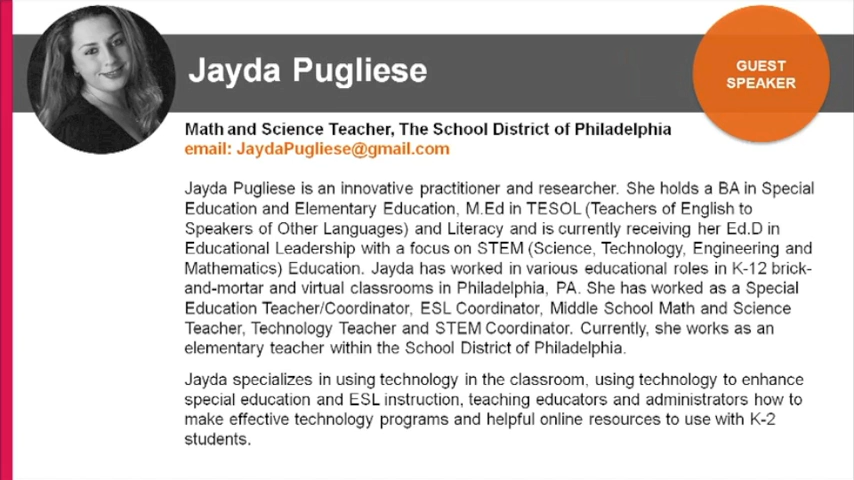 Jayda Pugliese
GUEST
SPEAKER
Math and Science Teacher, The School District of Philadelphia
email: JaydaPugliese@gmail.com
Jayda Pugliese is an innovative practitioner and researcher. She holds a BA in Special
Education and Elementary Education, M.Ed in TESOL (Teachers of English to
Speakers of Other Languages) and Literacy and is currently receiving her Ed.D in
Educational Leadership with a focus on STEM (Science, Technology, Engineering and
Mathematics) Education. Jayda has worked in various educational roles in K-12 brick-
and-mortar and virtual classrooms in Philadelphia, PA. She has worked as a Special
Education Teacher/Coordinator, ESL Coordinator, Middle School Math and Science
Teacher, Technology Teacher and STEM Coordinator. Currently, she works as an
elementary teacher within the School District of Philadelphia.
Jayda specializes in using technology in the classroom, using technology to enhance
special education and ESL instruction, teaching educators and administrators how to
make effective technology programs and helpful online resources to use with K-2
students.